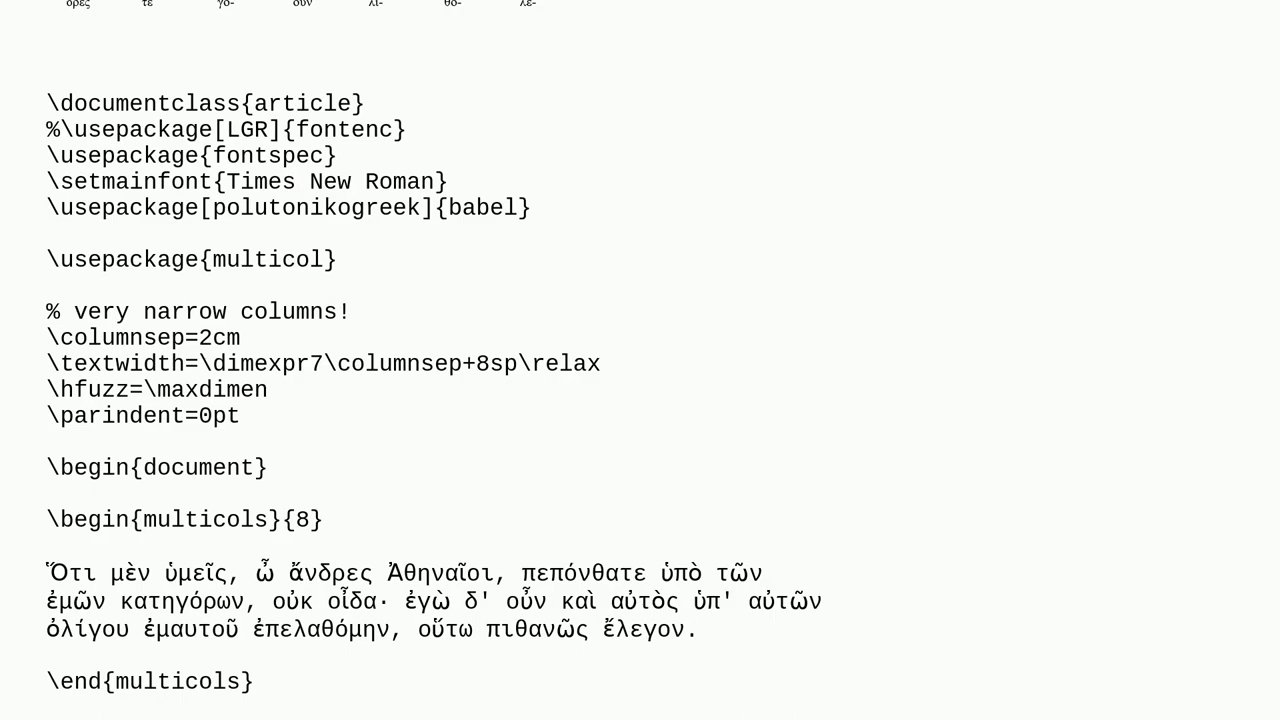 δρες τε γο- οὖν λι- θο- λε-
\documentclass{article}
%\usepackage[LGR]{fontenc}
\usepackage{fontspec}
\setmainfont{Times New Roman}
\usepackage[polutonikogreek]{babel}
\usepackage{multicol}
% very narrow columns!
\columnsep=2cm
\textwidth=\dimexpr7\columnsep+8sp\relax
\hfuzz=\maxdimen
\parindent=0pt
\begin{document}
\begin{multicols}{8}
Ὅτι μὲν ὑμεῖς, ὦ ἄνδρες Ἀθηναῖοι, πεπόνθατε ὑπὸ τῶν
ἐμῶν κατηγόρων, οὐκ οἶδα· ἐγὼ δ' οὖν καὶ αὐτὸς ὑπ' αὐτῶν
ὀλίγου ἐμαυτοῦ ἐπελαθόμην, οὕτω πιθανῶς ἔλεγον.
\end{multicols}